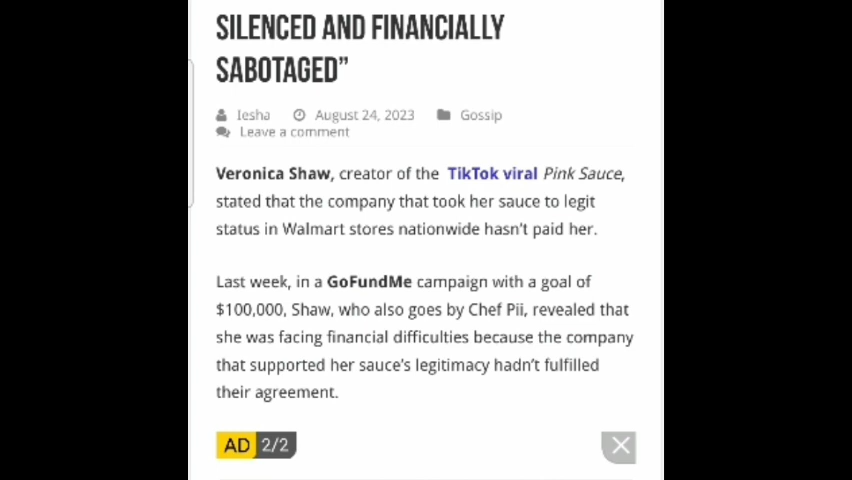 SILENCED AND FINANCIALLY
SABOTAGED”
Iesha August 24, 2023 Gossip
Leave a comment
Veronica Shaw, creator of the TikTok viral Pink Sauce,
stated that the company that took her sauce to legit
status in Walmart stores nationwide hasn’t paid her.
Last week, in a GoFundMe campaign with a goal of
$100,000, Shaw, who also goes by Chef Pii, revealed that
she was facing financial difficulties because the company
that supported her sauce’s legitimacy hadn’t fulfilled
their agreement.
AD 2/2